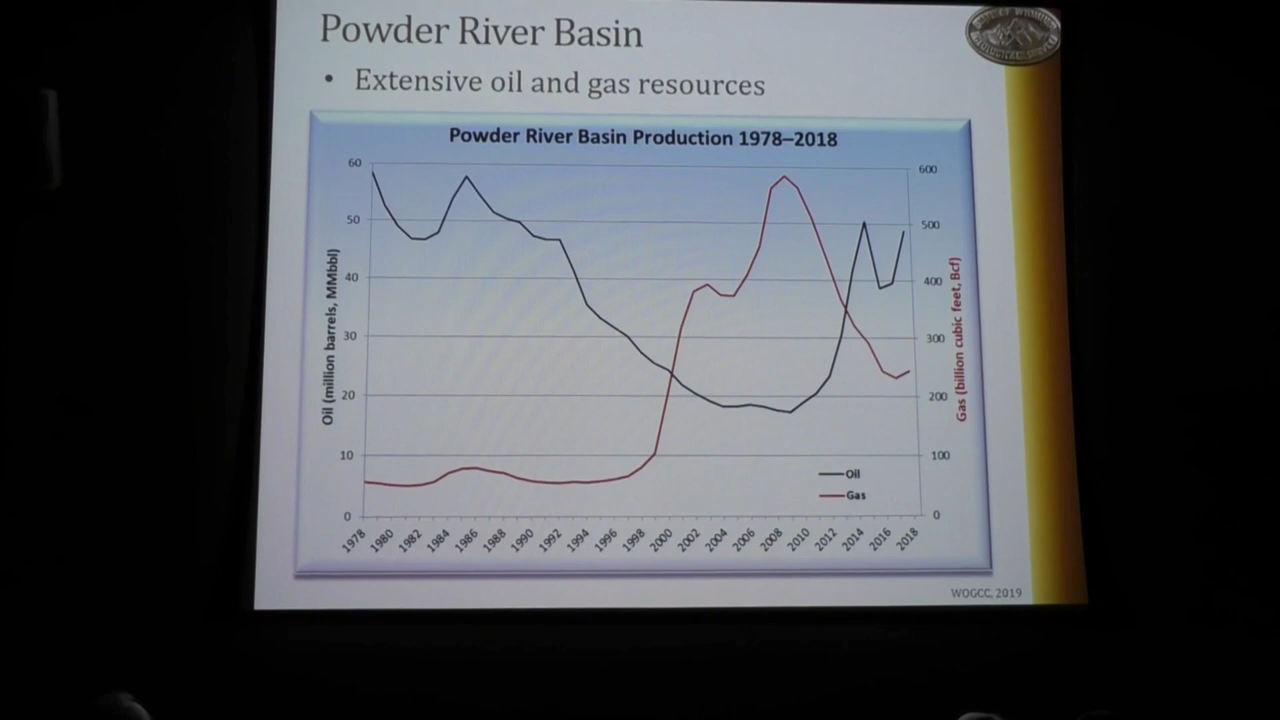 Powder River Basin
• Extensive oil and gas resources
Powder River Basin Production 1978–2018
60
50
40
30
20
10
0
Oil (million barrels, MMbbl)
600
500
400
300
200
100
0
Gas (billion cubic feet, Bcf)
Oil
Gas
1978 1980 1982 1984 1986 1988 1990 1992 1994 1996 1998 2000 2002 2004 2006 2008 2010 2012 2014 2016 2018
WOGCC, 2019